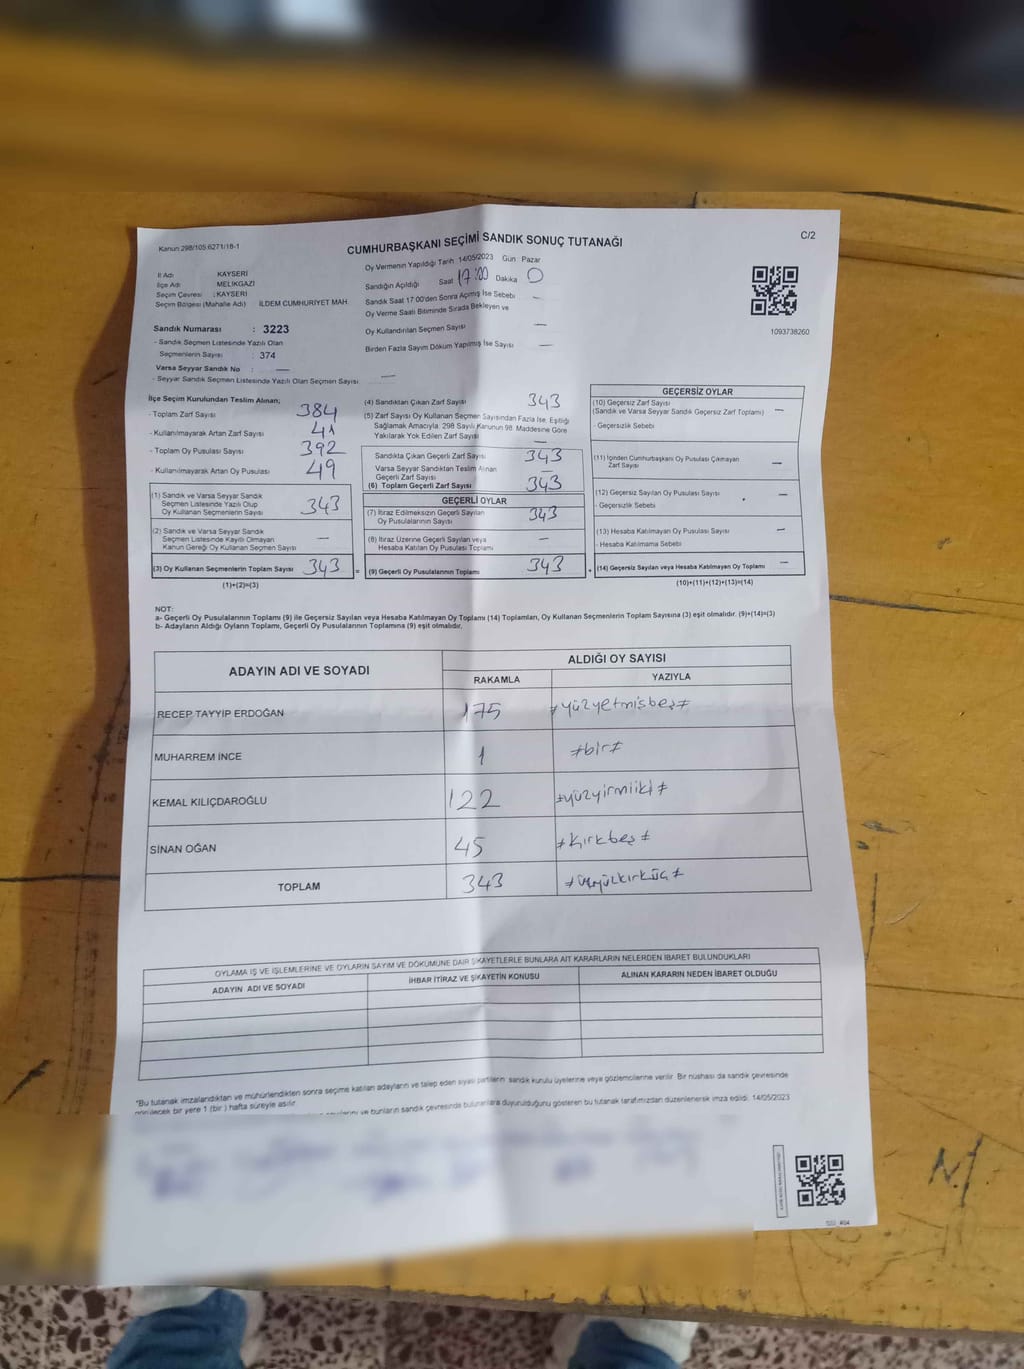 Kanun 298/105:6271/18-1
CUMHURBAŞKANI SEÇİMİ SANDIK SONUÇ TUTANAĞI
C/2
İl Adı KAYSERİ
İlçe Adı MELİKGAZİ
Seçim Çevresi : KAYSERİ
Seçim Bölgesi (Mahalle Adı) İLDEM CUMHURİYET MAH.
Sandık Numarası : 3223
- Sandık Seçmen Listesinde Yazılı Olan
Seçmenlerin Sayısı : 374
Varsa Seyyar Sandık No : —
- Seyyar Sandık Seçmen Listesinde Yazılı Olan Seçmen Sayısı: —
Oy Vermenin Yapıldığı Tarih 14/05/2023 Gün : Pazar
Sandığın Açıldığı Saat 17:00 Dakika 0
Sandık Saat 17:00'den Sonra Açılmış İse Sebebi —
Oy Verme Saati Bitiminde Sırada Bekleyen ve
Oy Kullandırılan Seçmen Sayısı —
Birden Fazla Sayım Döküm Yapılmış İse Sayısı —
1093738260
İlçe Seçim Kurulundan Teslim Alınan;
- Toplam Zarf Sayısı 384
- Kullanılmayarak Artan Zarf Sayısı 41
- Toplam Oy Pusulası Sayısı 392
- Kullanılmayarak Artan Oy Pusulası 49
(1) Sandık ve Varsa Seyyar Sandık
Seçmen Listesinde Yazılı Olup
Oy Kullanan Seçmenlerin Sayısı 343
(2) Sandık ve Varsa Seyyar Sandık
Seçmen Listesinde Kayıtlı Olmayan
Kanun Gereği Oy Kullanan Seçmen Sayısı —
(3) Oy Kullanan Seçmenlerin Toplam Sayısı 343
(1)+(2)=(3)
(4) Sandıktan Çıkan Zarf Sayısı 343
(5) Zarf Sayısı Oy Kullanan Seçmen Sayısından Fazla İse, Eşitliği
Sağlamak Amacıyla, 298 Sayılı Kanunun 98. Maddesine Göre
Yakılarak Yok Edilen Zarf Sayısı —
Sandıkta Çıkan Geçerli Zarf Sayısı 343
Varsa Seyyar Sandıktan Teslim Alınan
Geçerli Zarf Sayısı —
(6) Toplam Geçerli Zarf Sayısı 343
GEÇERLİ OYLAR
(7) İtiraz Edilmeksizin Geçerli Sayılan
Oy Pusulalarının Sayısı 343
(8) İtiraz Üzerine Geçerli Sayılan veya
Hesaba Katılan Oy Pusulası Toplamı —
= (9) Geçerli Oy Pusulalarının Toplamı 343
GEÇERSİZ OYLAR
(10) Geçersiz Zarf Sayısı
(Sandık ve Varsa Seyyar Sandık Geçersiz Zarf Toplamı) —
- Geçersizlik Sebebi
(11) İçinden Cumhurbaşkanı Oy Pusulası Çıkmayan
Zarf Sayısı —
(12) Geçersiz Sayılan Oy Pusulası Sayısı —
- Geçersizlik Sebebi
(13) Hesaba Katılmayan Oy Pusulası Sayısı —
- Hesaba Katılmama Sebebi
+ (14) Geçersiz Sayılan veya Hesaba Katılmayan Oy Toplamı —
(10)+(11)+(12)+(13)=(14)
NOT:
a- Geçerli Oy Pusulalarının Toplamı (9) ile Geçersiz Sayılan veya Hesaba Katılmayan Oy Toplamı (14) Toplamları, Oy Kullanan Seçmenlerin Toplam Sayısına (3) eşit olmalıdır. (9)+(14)=(3)
b- Adayların Aldığı Oyların Toplamı, Geçerli Oy Pusulalarının Toplamına (9) eşit olmalıdır.
ADAYIN ADI VE SOYADI
ALDIĞI OY SAYISI
RAKAMLA YAZIYLA
RECEP TAYYİP ERDOĞAN 175 ≠yüzyetmişbeş≠
MUHARREM İNCE 1 ≠bir≠
KEMAL KILIÇDAROĞLU 122 ≠yüzyirmiiki≠
SİNAN OĞAN 45 ≠kırkbeş≠
TOPLAM 343 ≠üçyüzkırküç≠
OYLAMA İŞ VE İŞLEMLERİNE VE OYLARIN SAYIM VE DÖKÜMÜNE DAİR ŞİKAYETLERLE BUNLARA AİT KARARLARIN NELERDEN İBARET BULUNDUKLARI
ADAYIN ADI VE SOYADI İHBAR İTİRAZ VE ŞİKAYETİN KONUSU ALINAN KARARIN NEDEN İBARET OLDUĞU
"Bu tutanak imzalandıktan ve mühürlendikten sonra seçime katılan adayların ve talep eden siyasi partilerin sandık kurulu üyelerine veya gözlemcilerine verilir. Bir nüshası da sandık çevresinde
görülecek bir yere 1 (bir ) hafta süreyle asılır.
ve bunların sandık çevresinde bulunanlara duyurulduğunu gösteren bu tutanak tarafımızdan düzenlenerek imza edildi. 14/05/2023